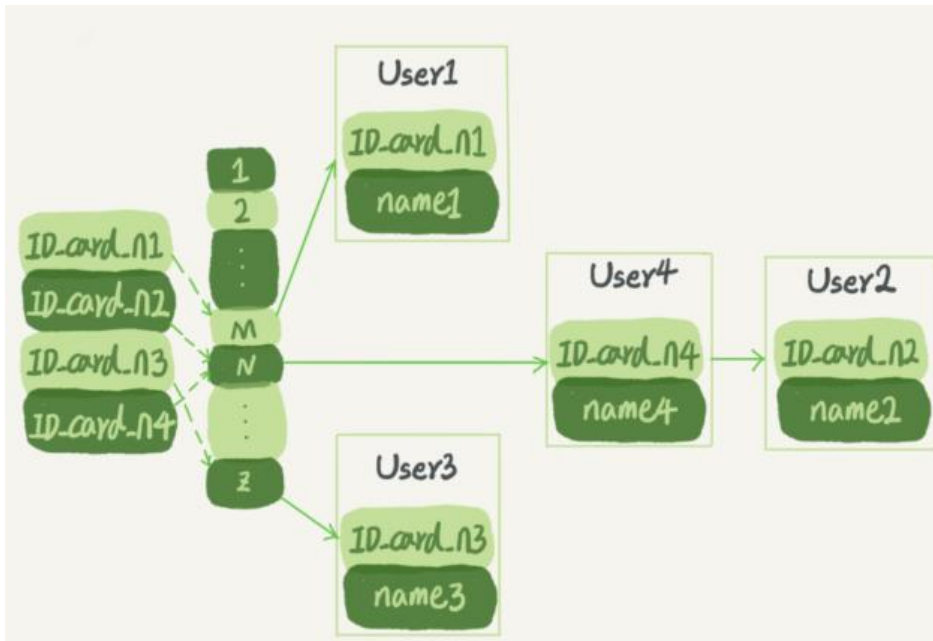 User1
ID_card_n1
name1
1
2
ID_card_n1
ID_card_n2
ID_card_n3
ID_card_n4
M
N
Z
User4
ID_card_n4
name4
User2
ID_card_n2
name2
User3
ID_card_n3
name3